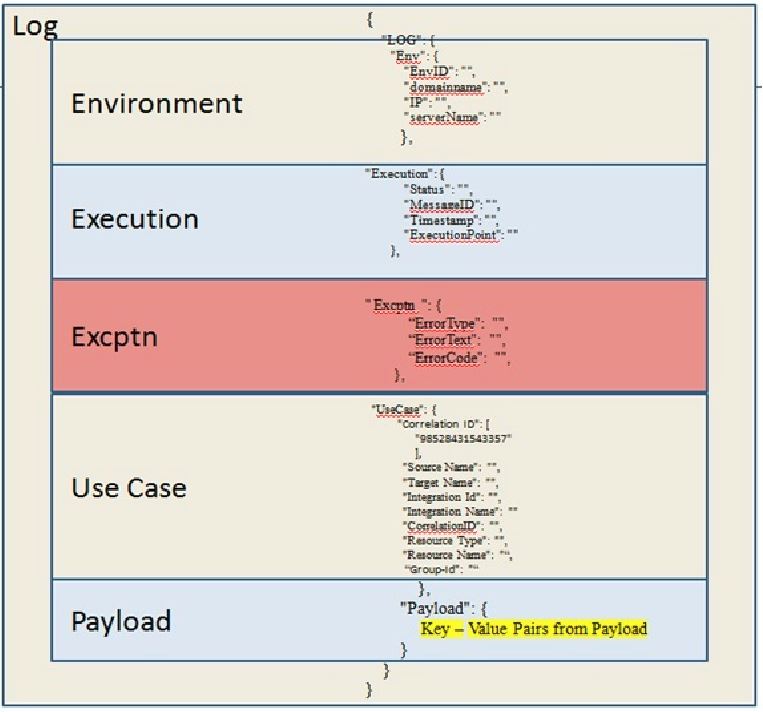 Log
{
"LOG": {
"Env": {
"EnvID": "",
"domainname": "",
"IP": "",
"serverName": ""
},
Environment
"Execution": {
"Status": "",
"MessageID": "",
"Timestamp": "",
"ExecutionPoint": ""
},
Execution
"Excptn ": {
"ErrorType": "",
"ErrorText": "",
"ErrorCode": "",
},
Excptn
"UseCase": {
"Correlation ID": [
"98528431543357"
],
"Source Name": "",
"Target Name": "",
"Integration Id": "",
"Integration Name": ""
"CorrelationID": "",
"Resource Type": "",
"Resource Name": "",
"Group-id": ""
Use Case
},
"Payload": {
Key – Value Pairs from Payload
}
Payload
}
}